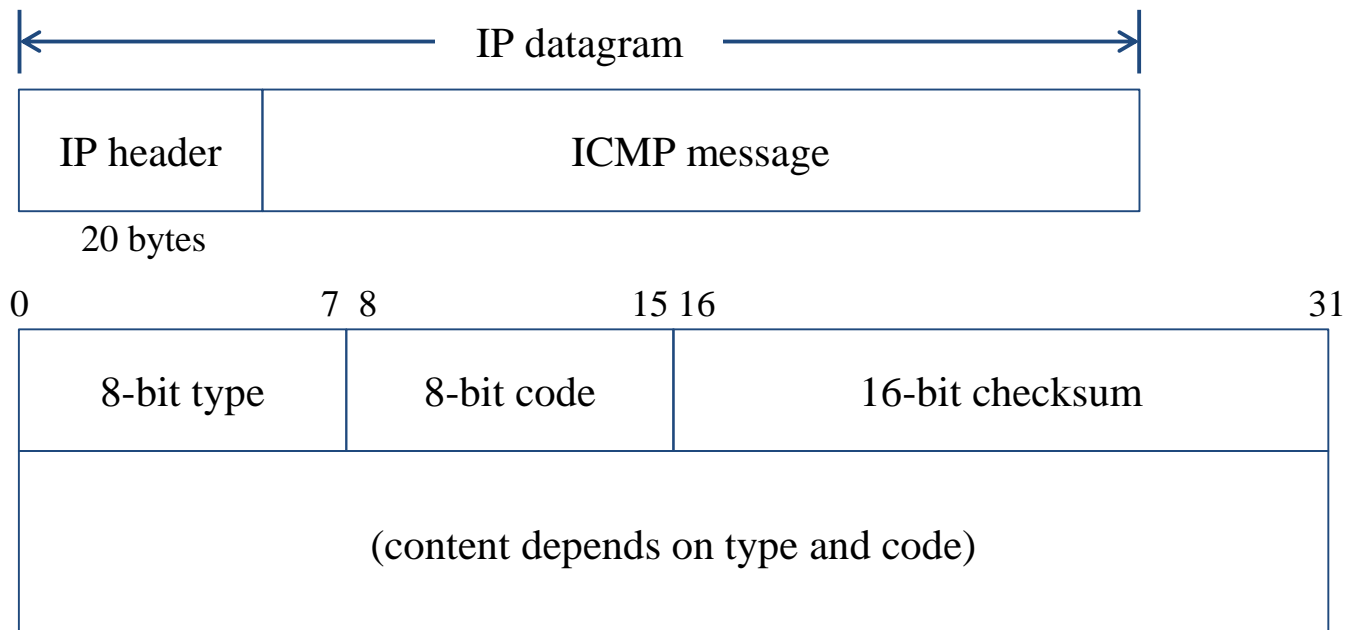 IP datagram
IP header ICMP message
20 bytes
0 7 8 15 16 31
8-bit type 8-bit code 16-bit checksum
(content depends on type and code)